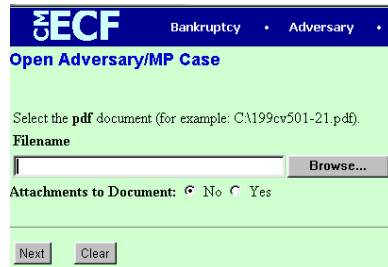 CM ECF Bankruptcy • Adversary •
Open Adversary/MP Case
Select the pdf document (for example: C:\199cv501-21.pdf).
Filename
Browse...
Attachments to Document: No Yes
Next Clear